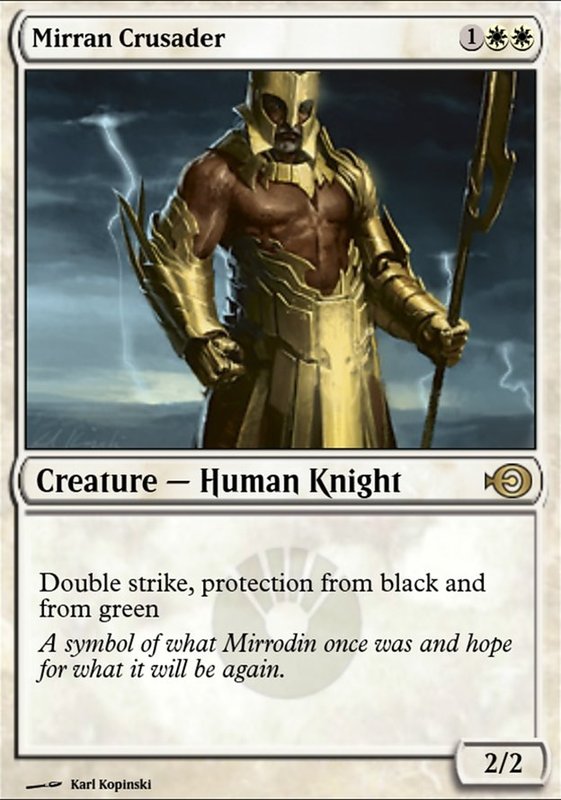 Mirran Crusader 1
Creature — Human Knight
Double strike, protection from black and
from green
A symbol of what Mirrodin once was and hope
for what it will be again.
2/2
Karl Kopinski